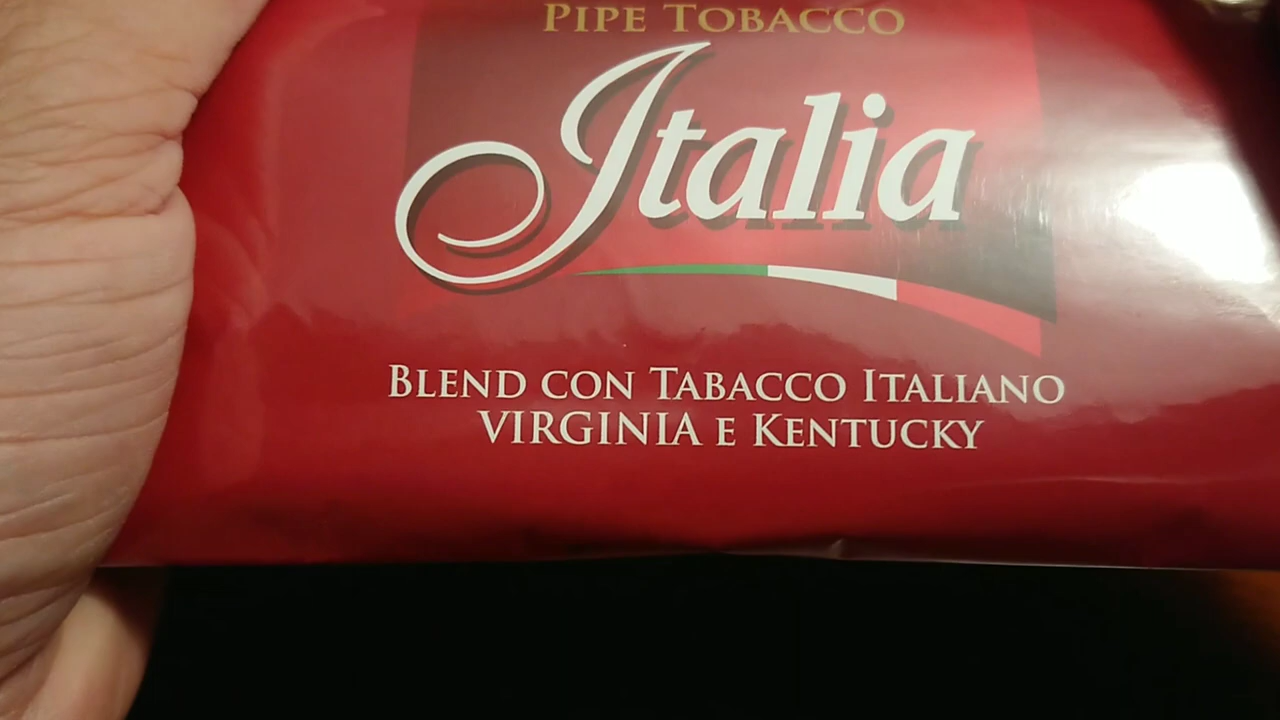 PIPE TOBACCO
Italia
BLEND CON TABACCO ITALIANO
VIRGINIA E KENTUCKY